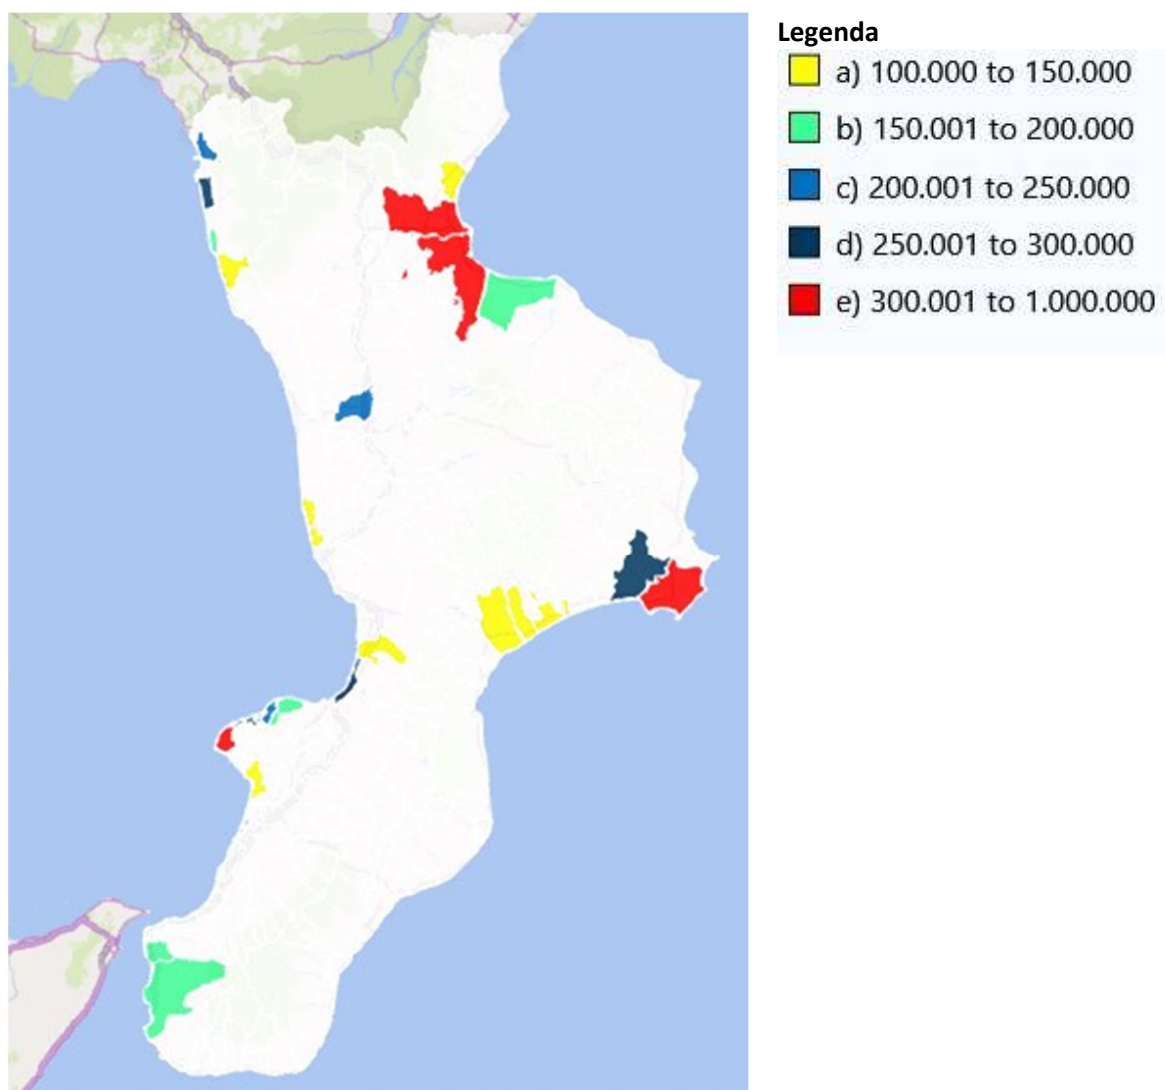 Legenda
a) 100.000 to 150.000
b) 150.001 to 200.000
c) 200.001 to 250.000
d) 250.001 to 300.000
e) 300.001 to 1.000.000